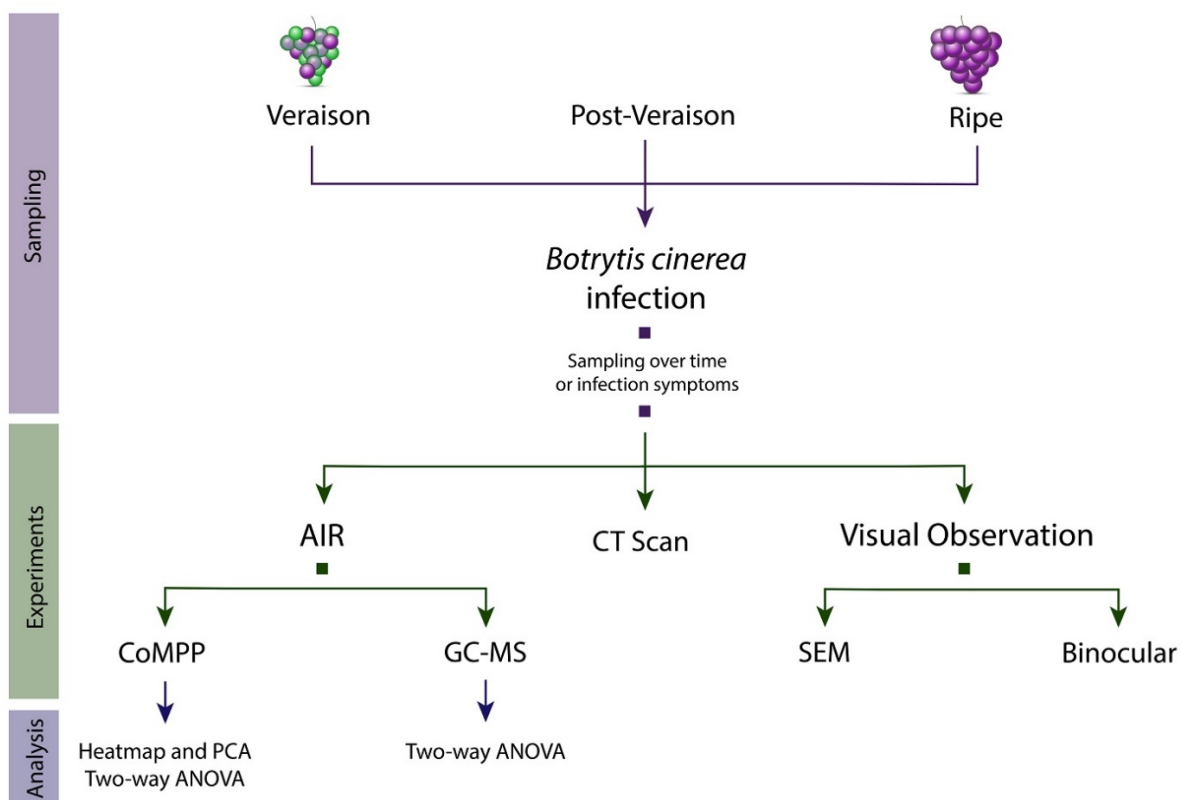 Sampling
Veraison
Post-Veraison
Ripe
Botrytis cinerea
infection
Sampling over time
or infection symptoms
Experiments
AIR
CT Scan
Visual Observation
CoMPP
GC-MS
SEM
Binocular
Analysis
Heatmap and PCA
Two-way ANOVA
Two-way ANOVA